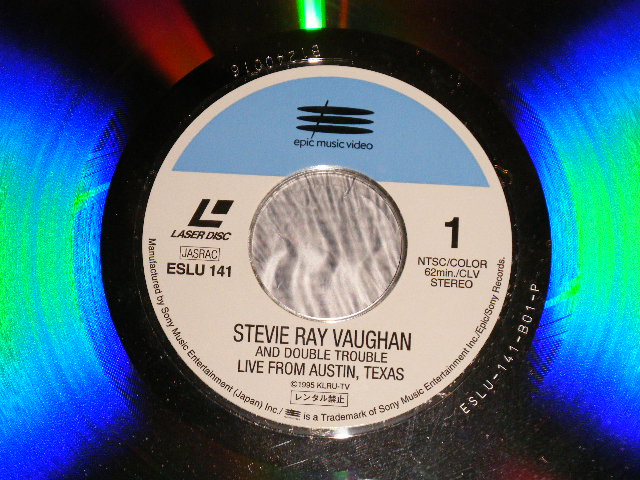 B1Z40016
epic music video
LASER DISC
JASRAC
ESLU 141
1
NTSC/COLOR
62min./CLV
STEREO
STEVIE RAY VAUGHAN
AND DOUBLE TROUBLE
LIVE FROM AUSTIN, TEXAS
©1995 KLRU-TV
レンタル禁止
Manufactured by Sony Music Entertainment (Japan) Inc./ is a Trademark of Sony Music Entertainment Inc./Epic/Sony Records.
ESLU-141-B01-P